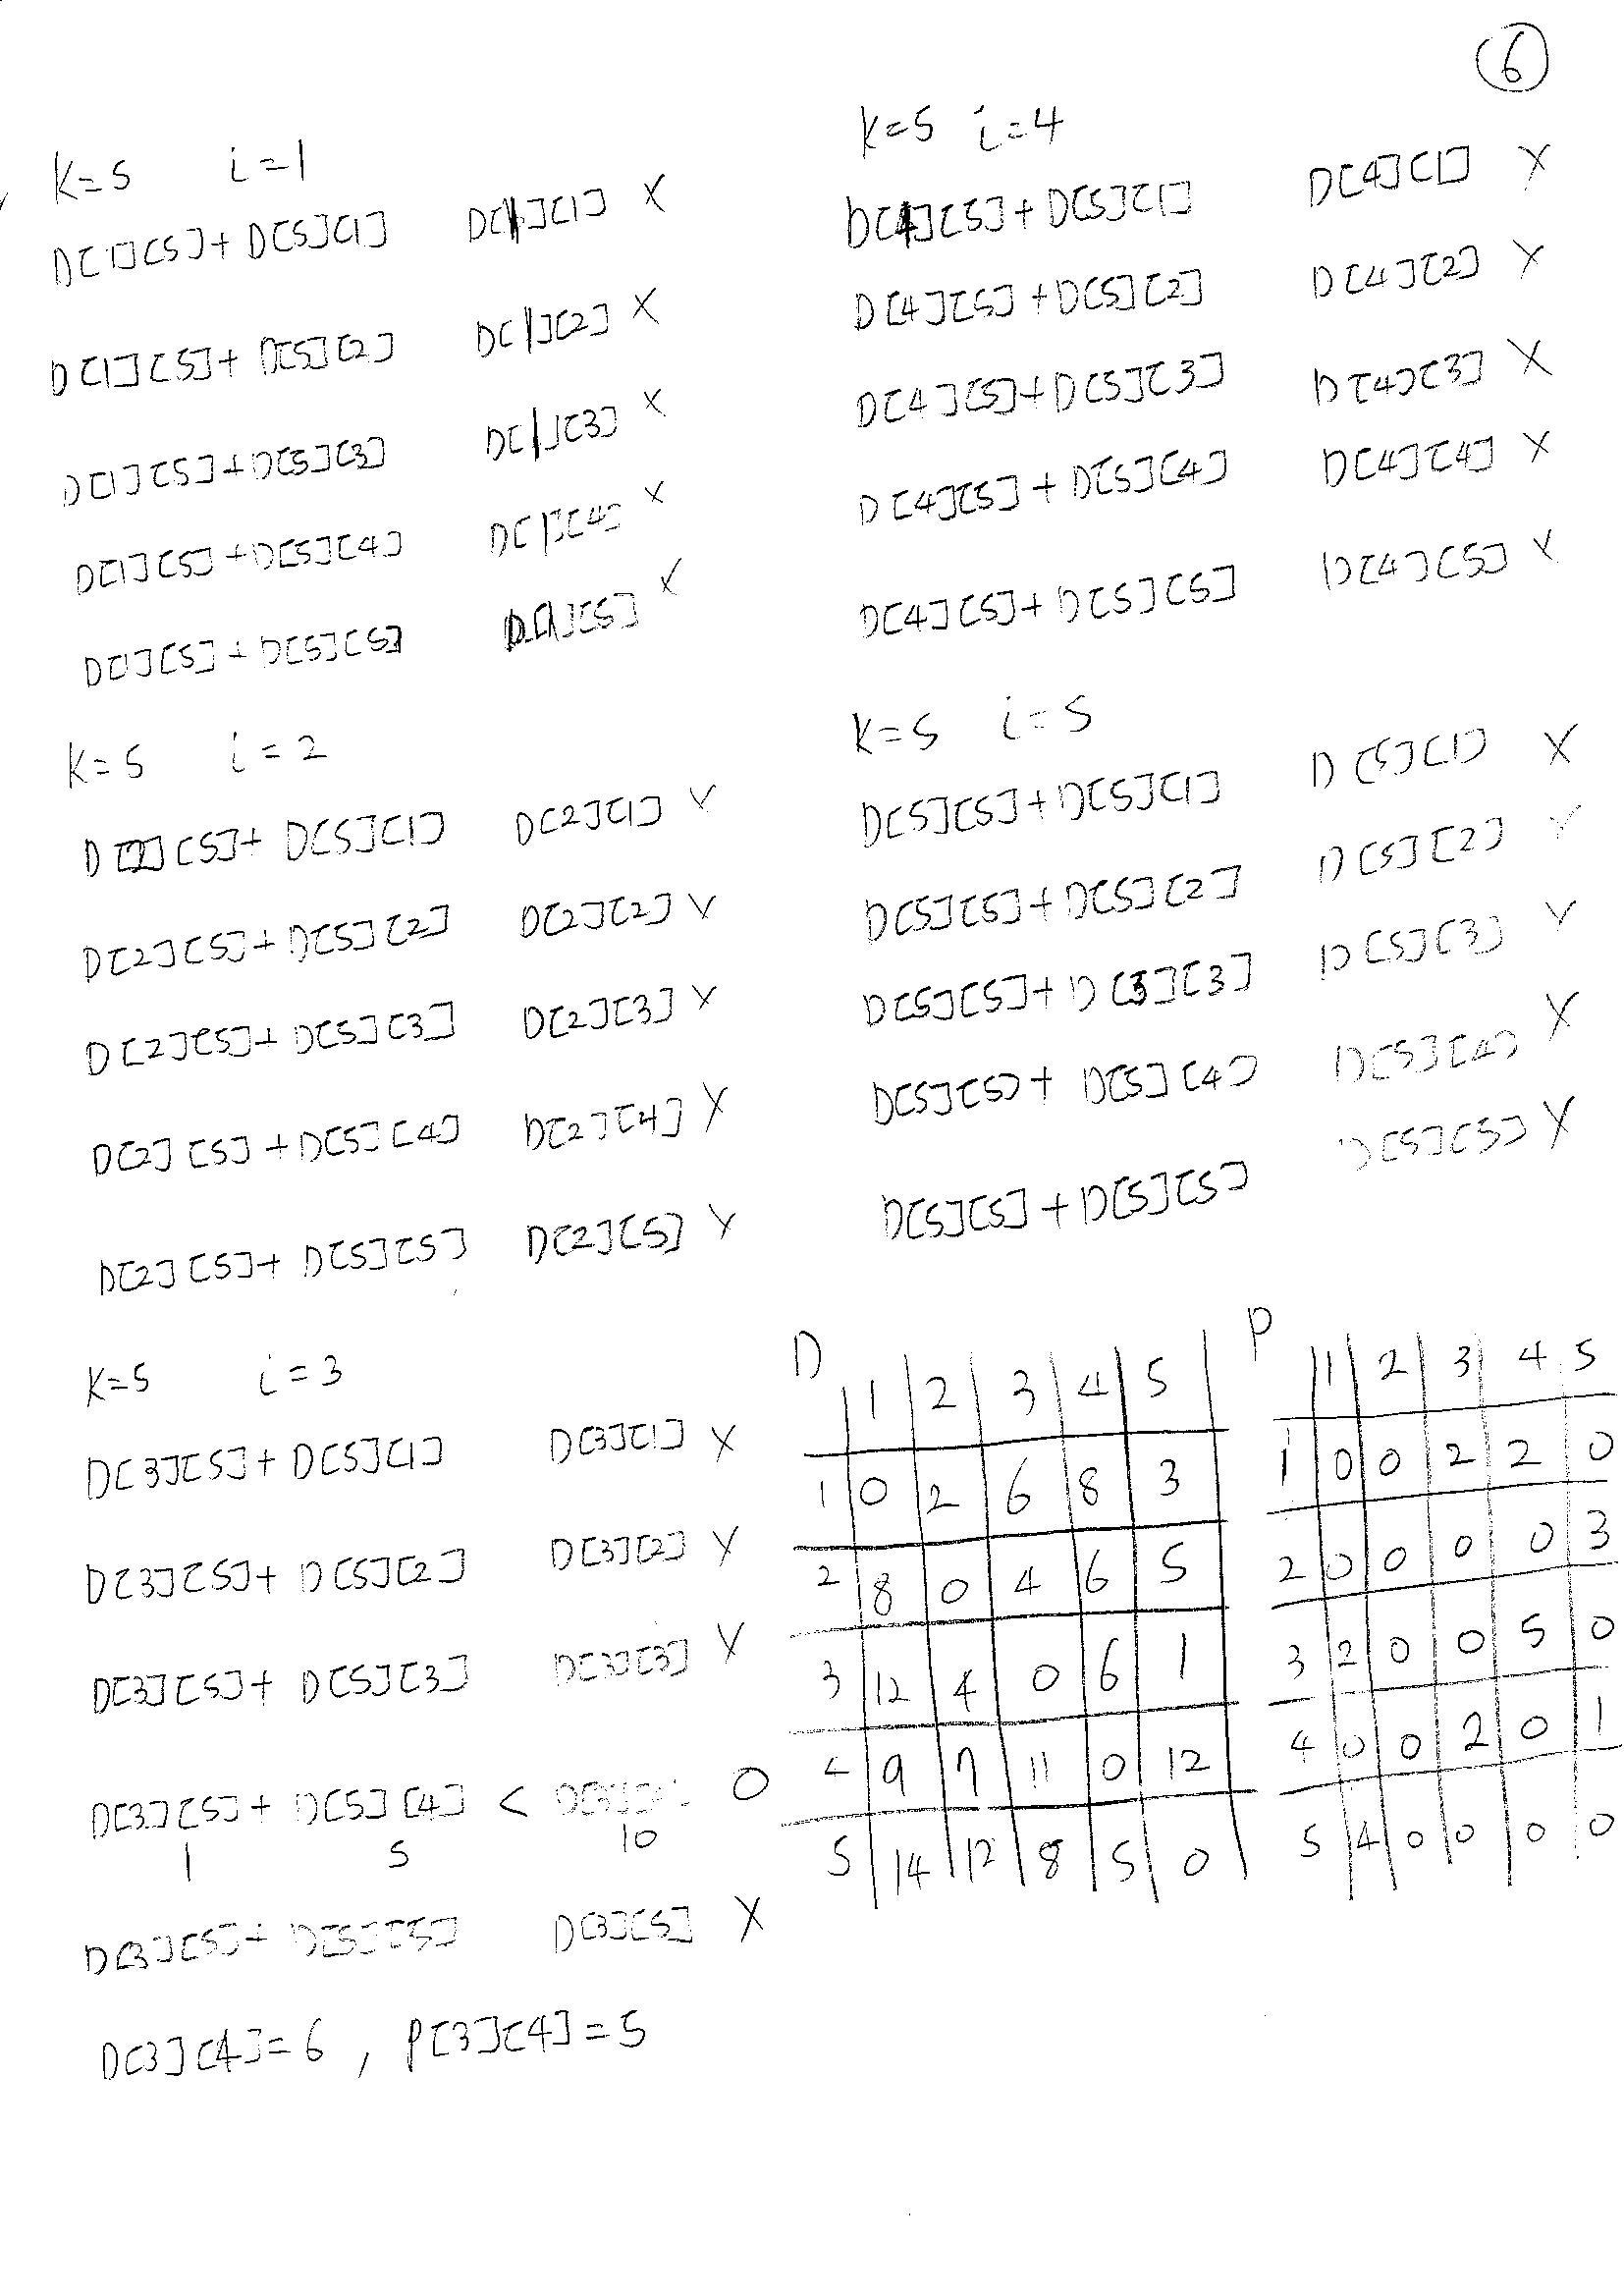 6
K=5 i=1
D[1][5]+D[5][1] D[1][1] X
D[1][5]+D[5][2] D[1][2] X
D[1][5]+D[5][3] D[1][3] X
D[1][5]+D[5][4] D[1][4] X
D[1][5]+D[5][5] D[1][5] X
K=5 i=2
D[2][5]+D[5][1] D[2][1] X
D[2][5]+D[5][2] D[2][2] X
D[2][5]+D[5][3] D[2][3] X
D[2][5]+D[5][4] D[2][4] X
D[2][5]+D[5][5] D[2][5] X
K=5 i=3
D[3][5]+D[5][1] D[3][1] X
D[3][5]+D[5][2] D[3][2] X
D[3][5]+D[5][3] D[3][3] X
D[3][5]+D[5][4] < D[3][4] O
1 5 10
D[3][5]+D[5][5] D[3][5] X
D[3][4]=6, P[3][4]=5
K=5 i=4
D[4][5]+D[5][1] D[4][1] X
D[4][5]+D[5][2] D[4][2] X
D[4][5]+D[5][3] D[4][3] X
D[4][5]+D[5][4] D[4][4] X
D[4][5]+D[5][5] D[4][5] X
K=5 i=5
D[5][5]+D[5][1] D[5][1] X
D[5][5]+D[5][2] D[5][2] X
D[5][5]+D[3][3] D[5][3] X
D[5][5]+D[5][4] D[5][4] X
D[5][5]+D[5][5] D[5][5] X
D
1 2 3 4 5
1 0 2 6 8 3
2 8 0 4 6 5
3 12 4 0 6 1
4 9 7 11 0 12
5 14 12 8 5 0
P
1 2 3 4 5
1 0 0 2 2 0
2 0 0 0 0 3
3 2 0 0 5 0
4 0 0 2 0 1
5 4 0 0 0 0